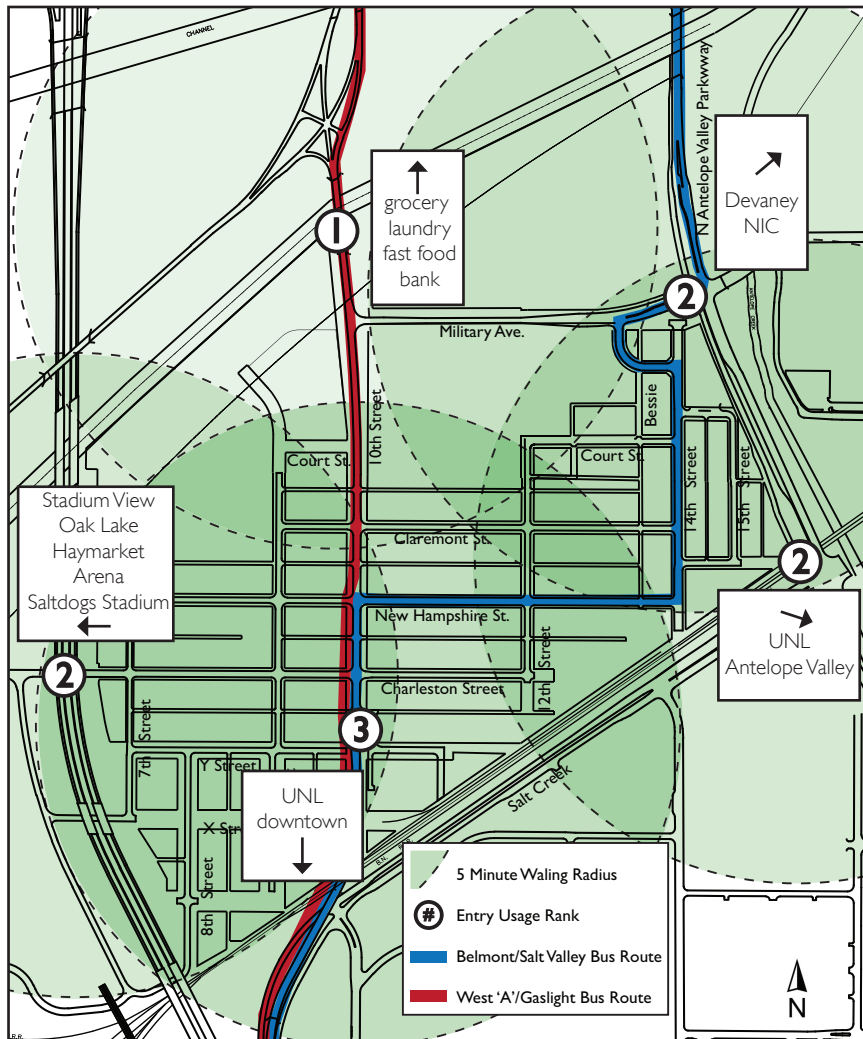 CHANNEL
N Antelope Valley Parkwway
Devaney
NIC
grocery
laundry
fast food
bank
1
2
Military Ave.
10th Street
Bessie
Court St.
Court St.
14th Street
15th Street
Stadium View
Oak Lake
Haymarket
Arena
Saltdogs Stadium
Claremont St.
2
New Hampshire St.
UNL
Antelope Valley
2
Charleston Street
12th Street
7th Street
3
Y Street
UNL
downtown
Salt Creek
X Str
8th Street
5 Minute Waling Radius
# Entry Usage Rank
Belmont/Salt Valley Bus Route
West ‘A’/Gaslight Bus Route
N
R.R.